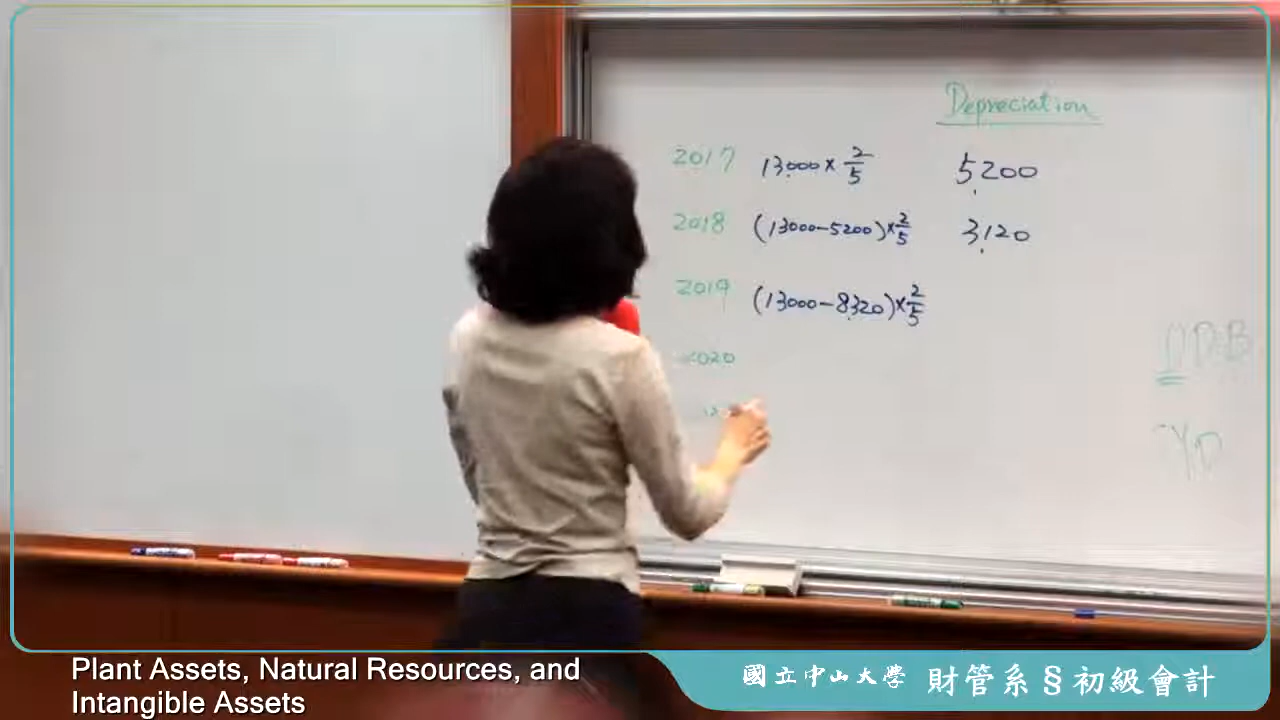 Depreciation
2017 13,000 × 2/5 5,200
2018 (13000-5200) × 2/5 3,120
2019 (13000-8,320) × 2/5
2020
DDB
Plant Assets, Natural Resources, and
Intangible Assets
國立中山大學 財管系§初級會計